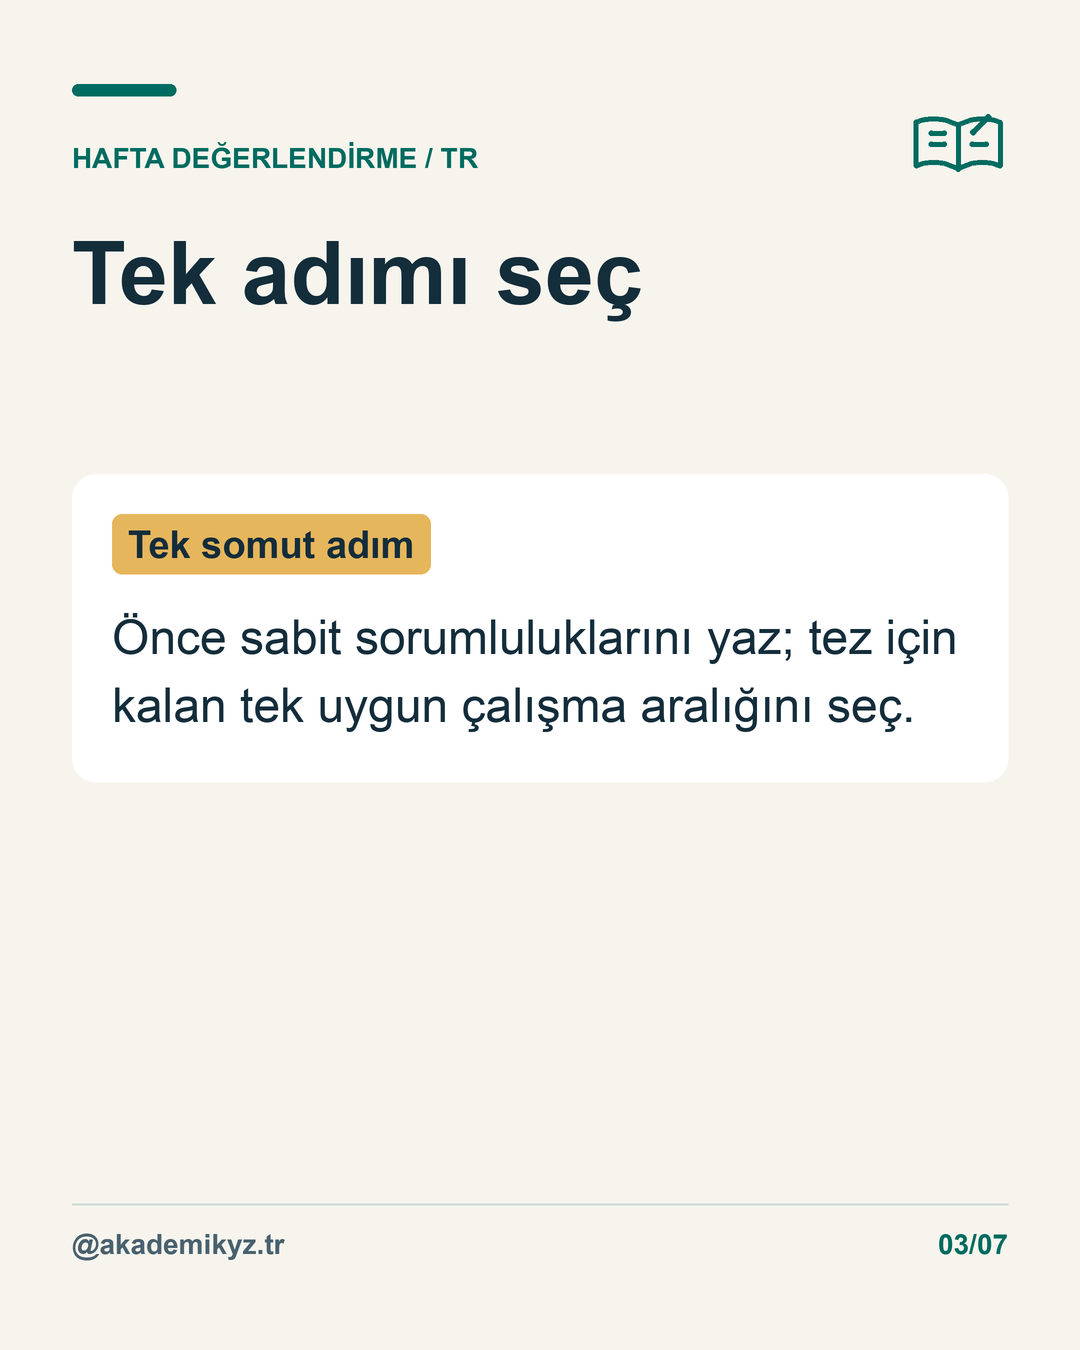 HAFTA DEĞERLENDİRME / TR
Tek adımı seç
Tek somut adım
Önce sabit sorumluluklarını yaz; tez için
kalan tek uygun çalışma aralığını seç.
@akademikyz.tr
03/07